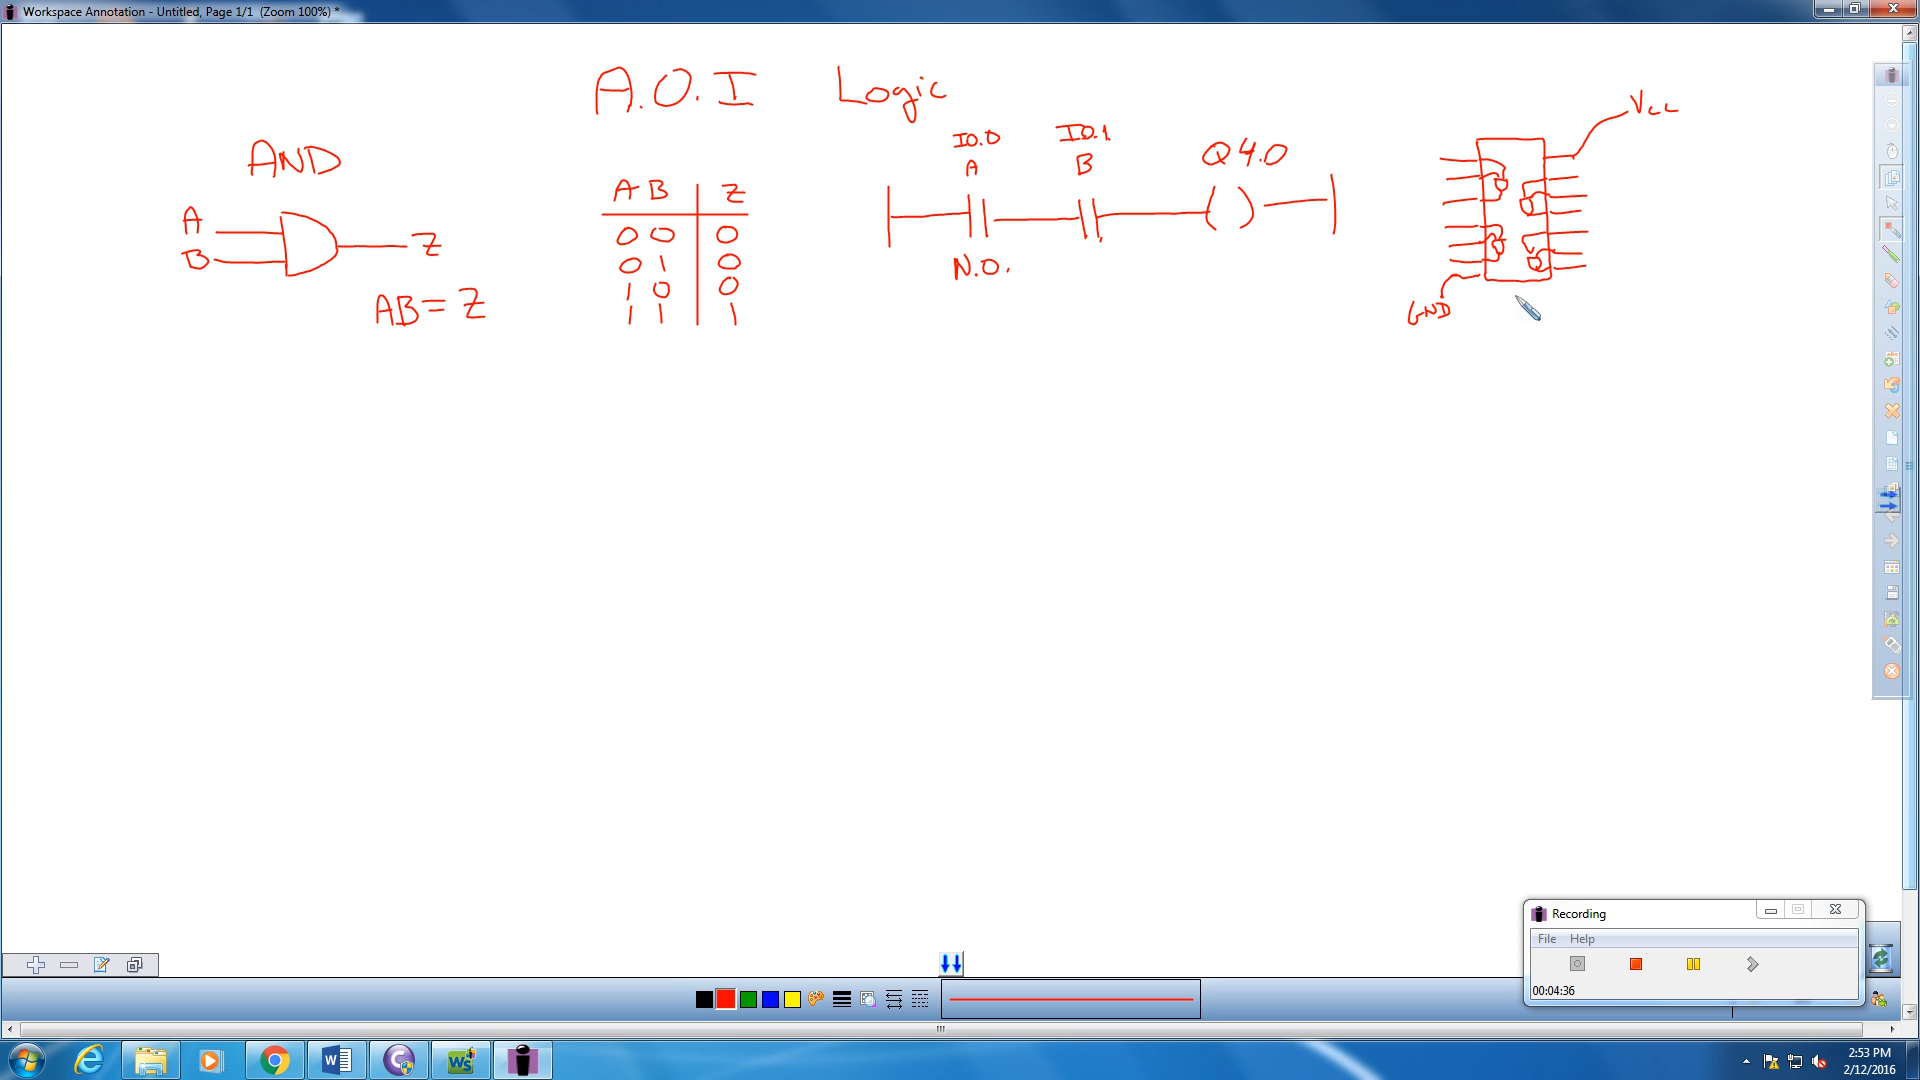 Workspace Annotation - Untitled, Page 1/1 (Zoom 100%) *
A.O.I Logic
AND
A
B
Z
AB = Z
A B Z
0 0 0
0 1 0
1 0 0
1 1 1
I0.0 I0.1 Q 4.0
A B
N.O.
Vcc
GND
Recording
File Help
00:04:36
2:53 PM
2/12/2016